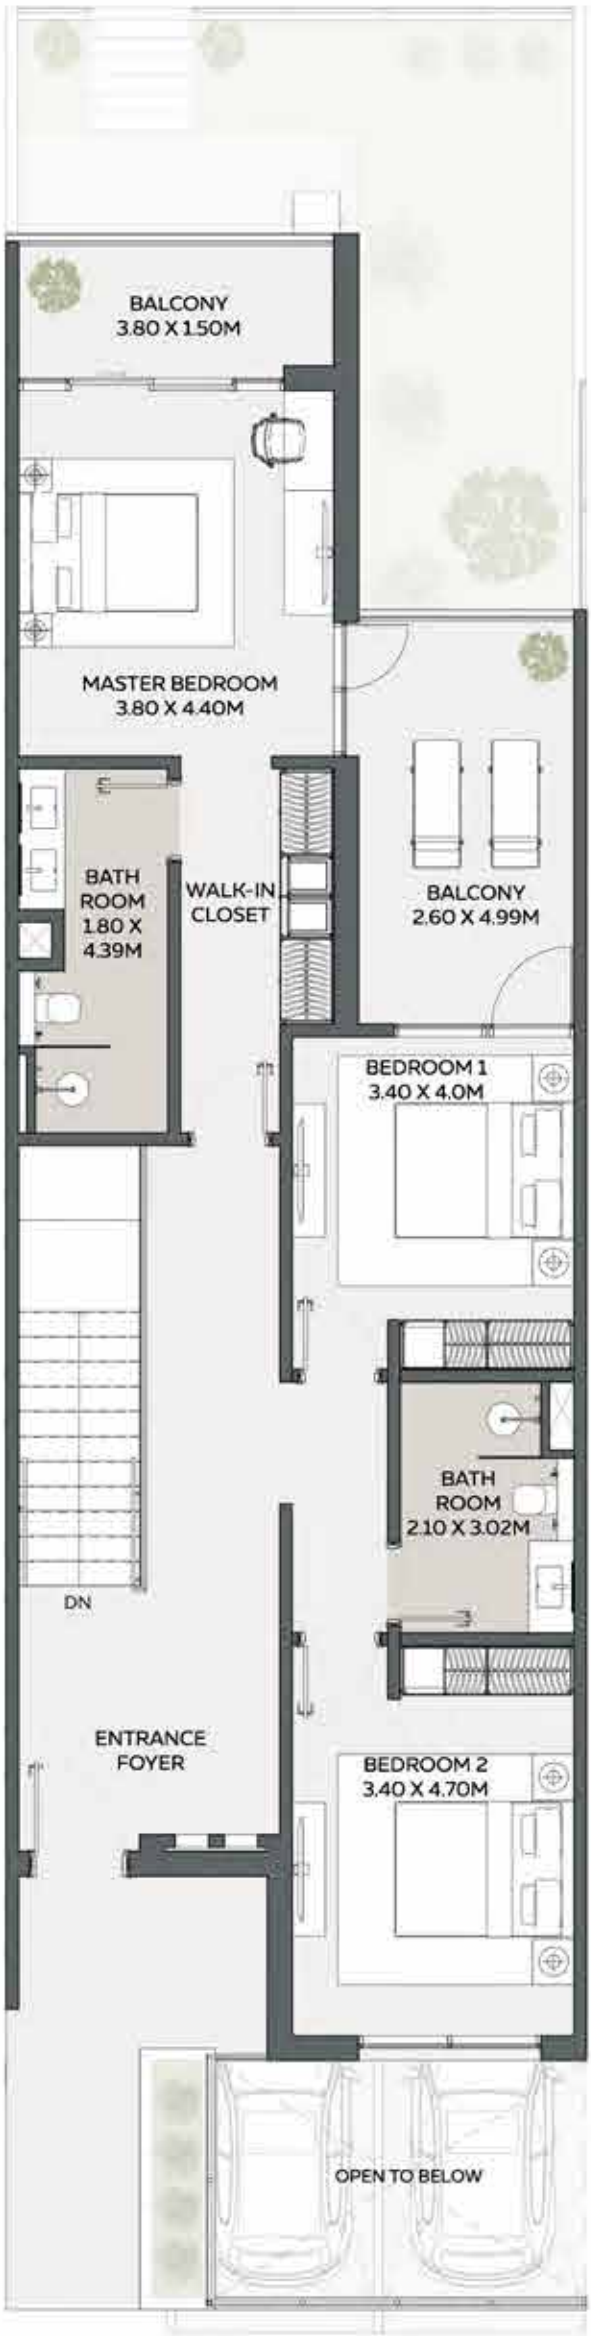 BALCONY
3.80 X 1.50M
MASTER BEDROOM
3.80 X 4.40M
BATH
ROOM
1.80 X
4.39M
WALK-IN
CLOSET
BALCONY
2.60 X 4.99M
BEDROOM 1
3.40 X 4.0M
BATH
ROOM
2.10 X 3.02M
DN
ENTRANCE
FOYER
BEDROOM 2
3.40 X 4.70M
OPEN TO BELOW